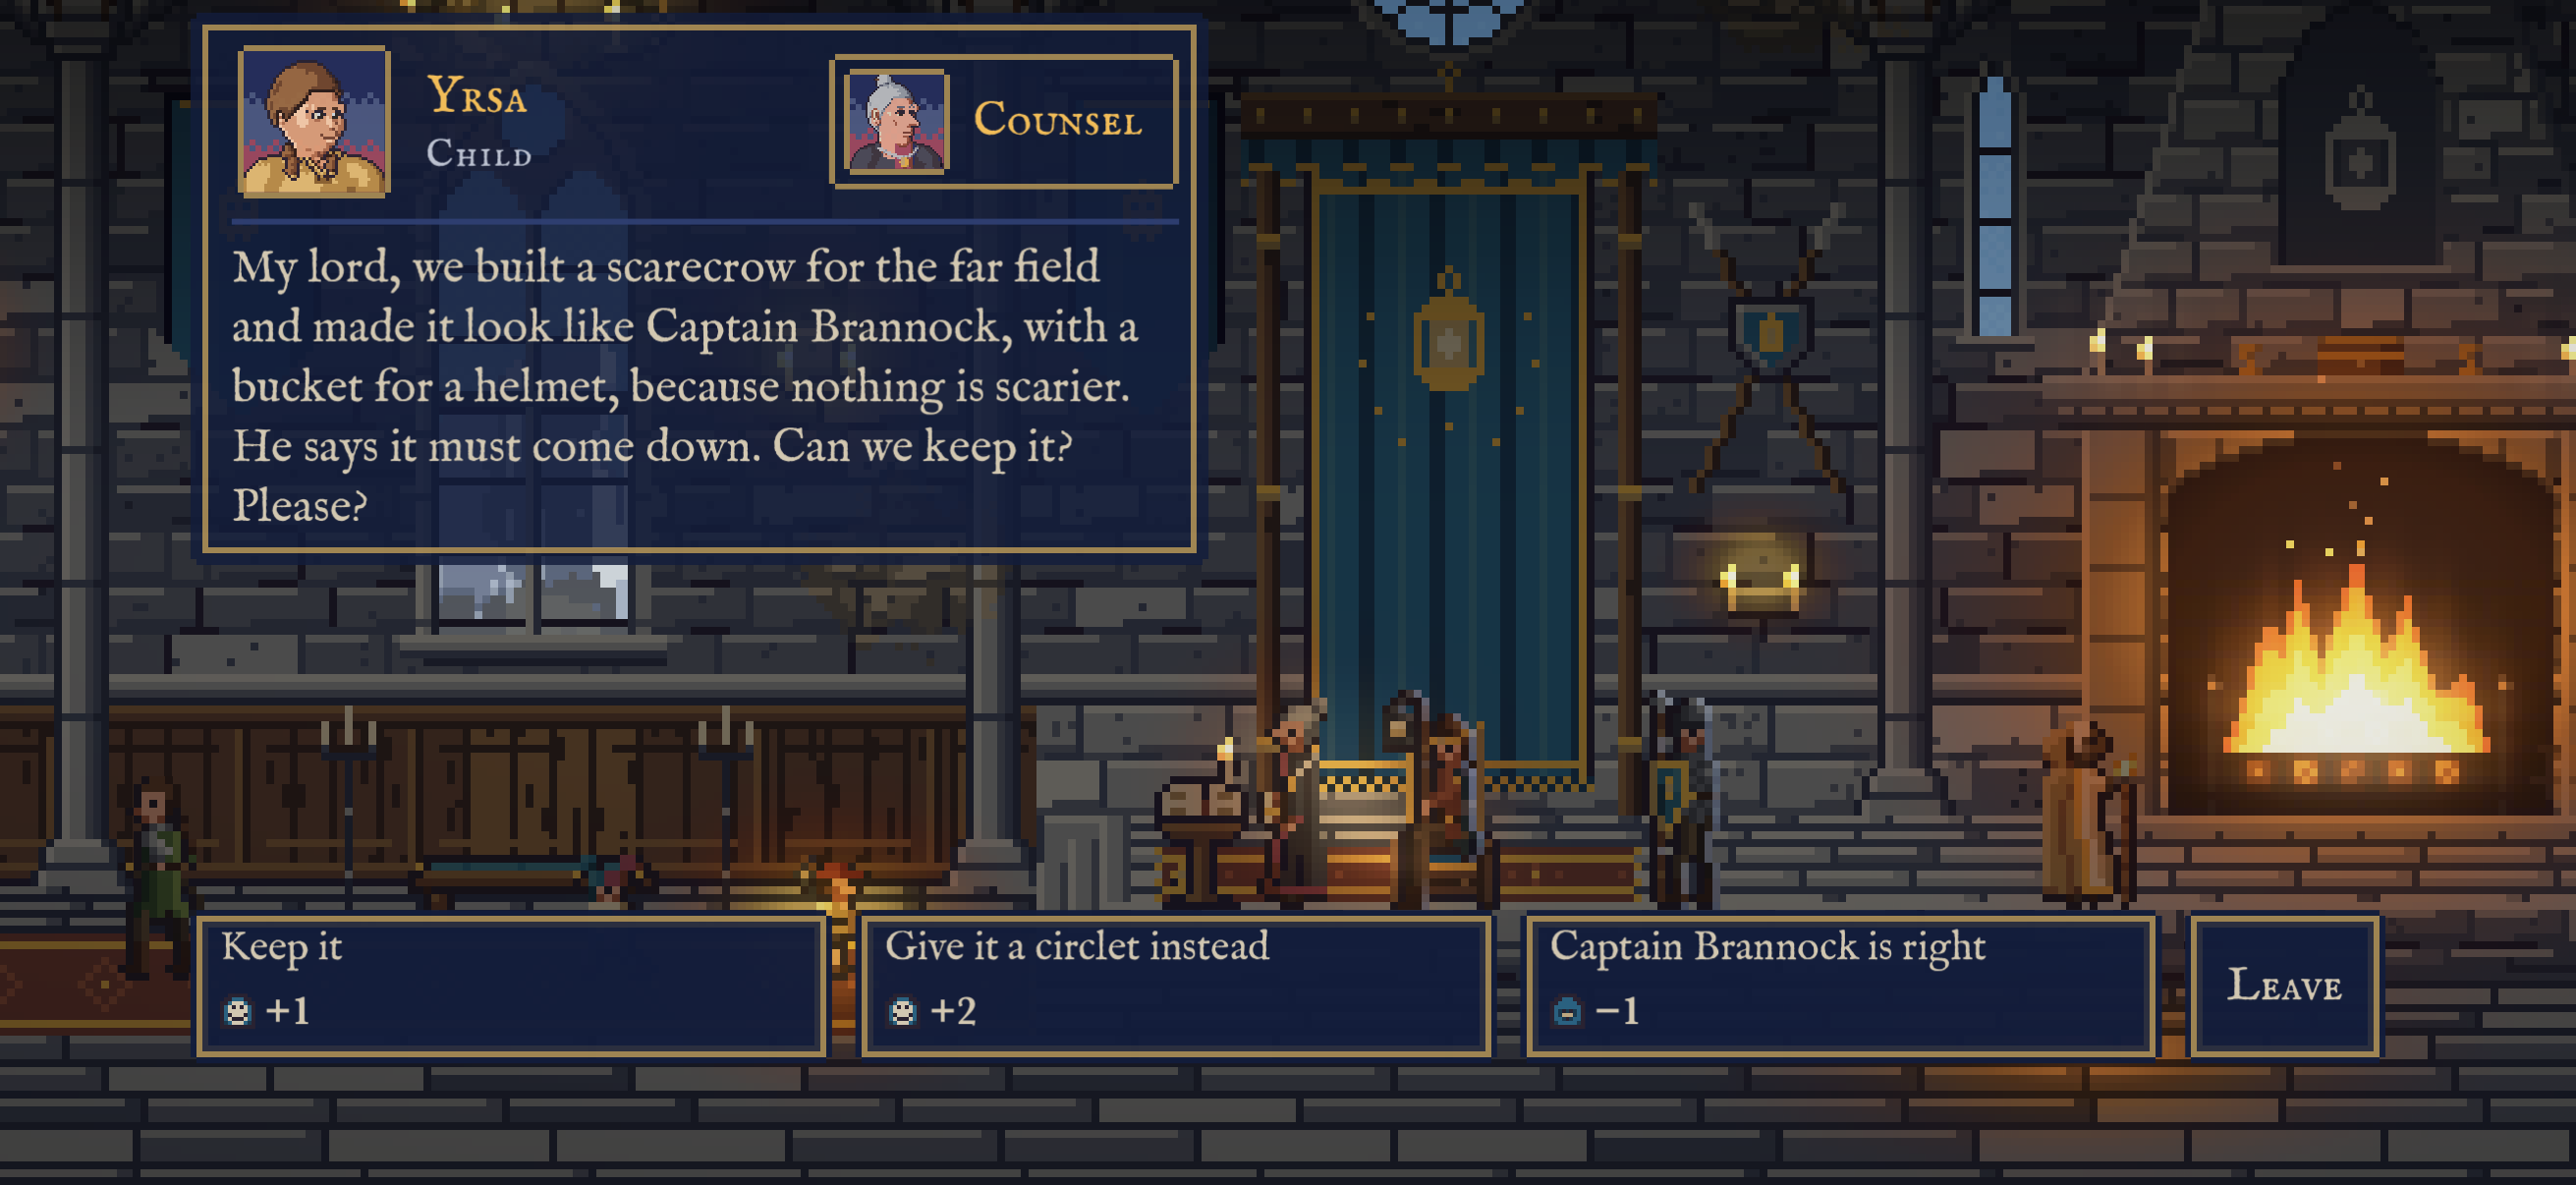 Yrsa
Child
Counsel
My lord, we built a scarecrow for the far field
and made it look like Captain Brannock, with a
bucket for a helmet, because nothing is scarier.
He says it must come down. Can we keep it?
Please?
Keep it
+1
Give it a circlet instead
+2
Captain Brannock is right
−1
Leave